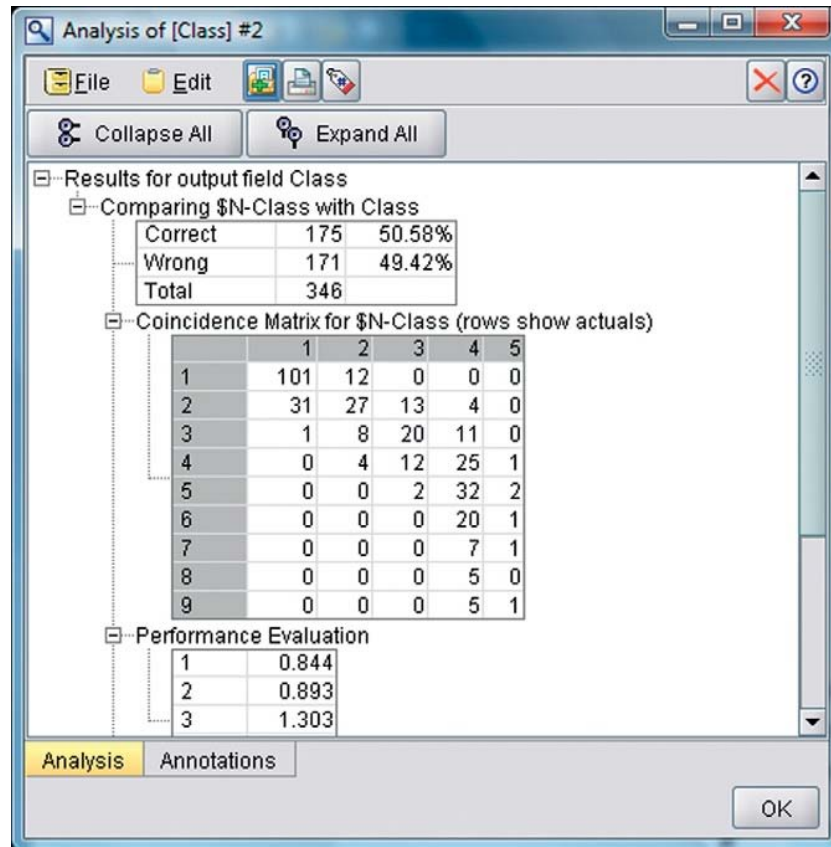 Analysis of [Class] #2
File Edit
Collapse All Expand All
Results for output field Class
Comparing $N-Class with Class
Correct 175 50.58%
Wrong 171 49.42%
Total 346
Coincidence Matrix for $N-Class (rows show actuals)
1 2 3 4 5
1 101 12 0 0 0
2 31 27 13 4 0
3 1 8 20 11 0
4 0 4 12 25 1
5 0 0 2 32 2
6 0 0 0 20 1
7 0 0 0 7 1
8 0 0 0 5 0
9 0 0 0 5 1
Performance Evaluation
1 0.844
2 0.893
3 1.303
Analysis Annotations
OK